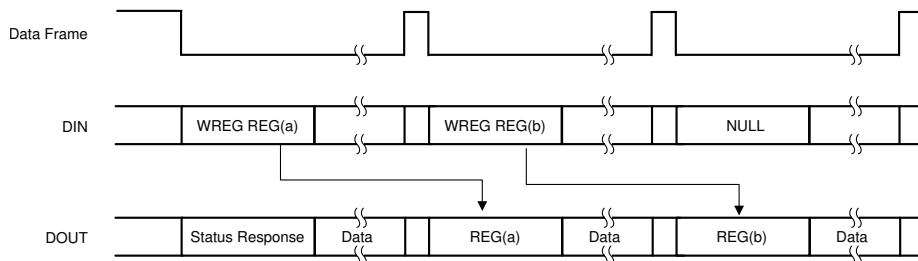 Data Frame
DIN WREG REG(a) WREG REG(b) NULL
DOUT Status Response Data REG(a) Data REG(b) Data